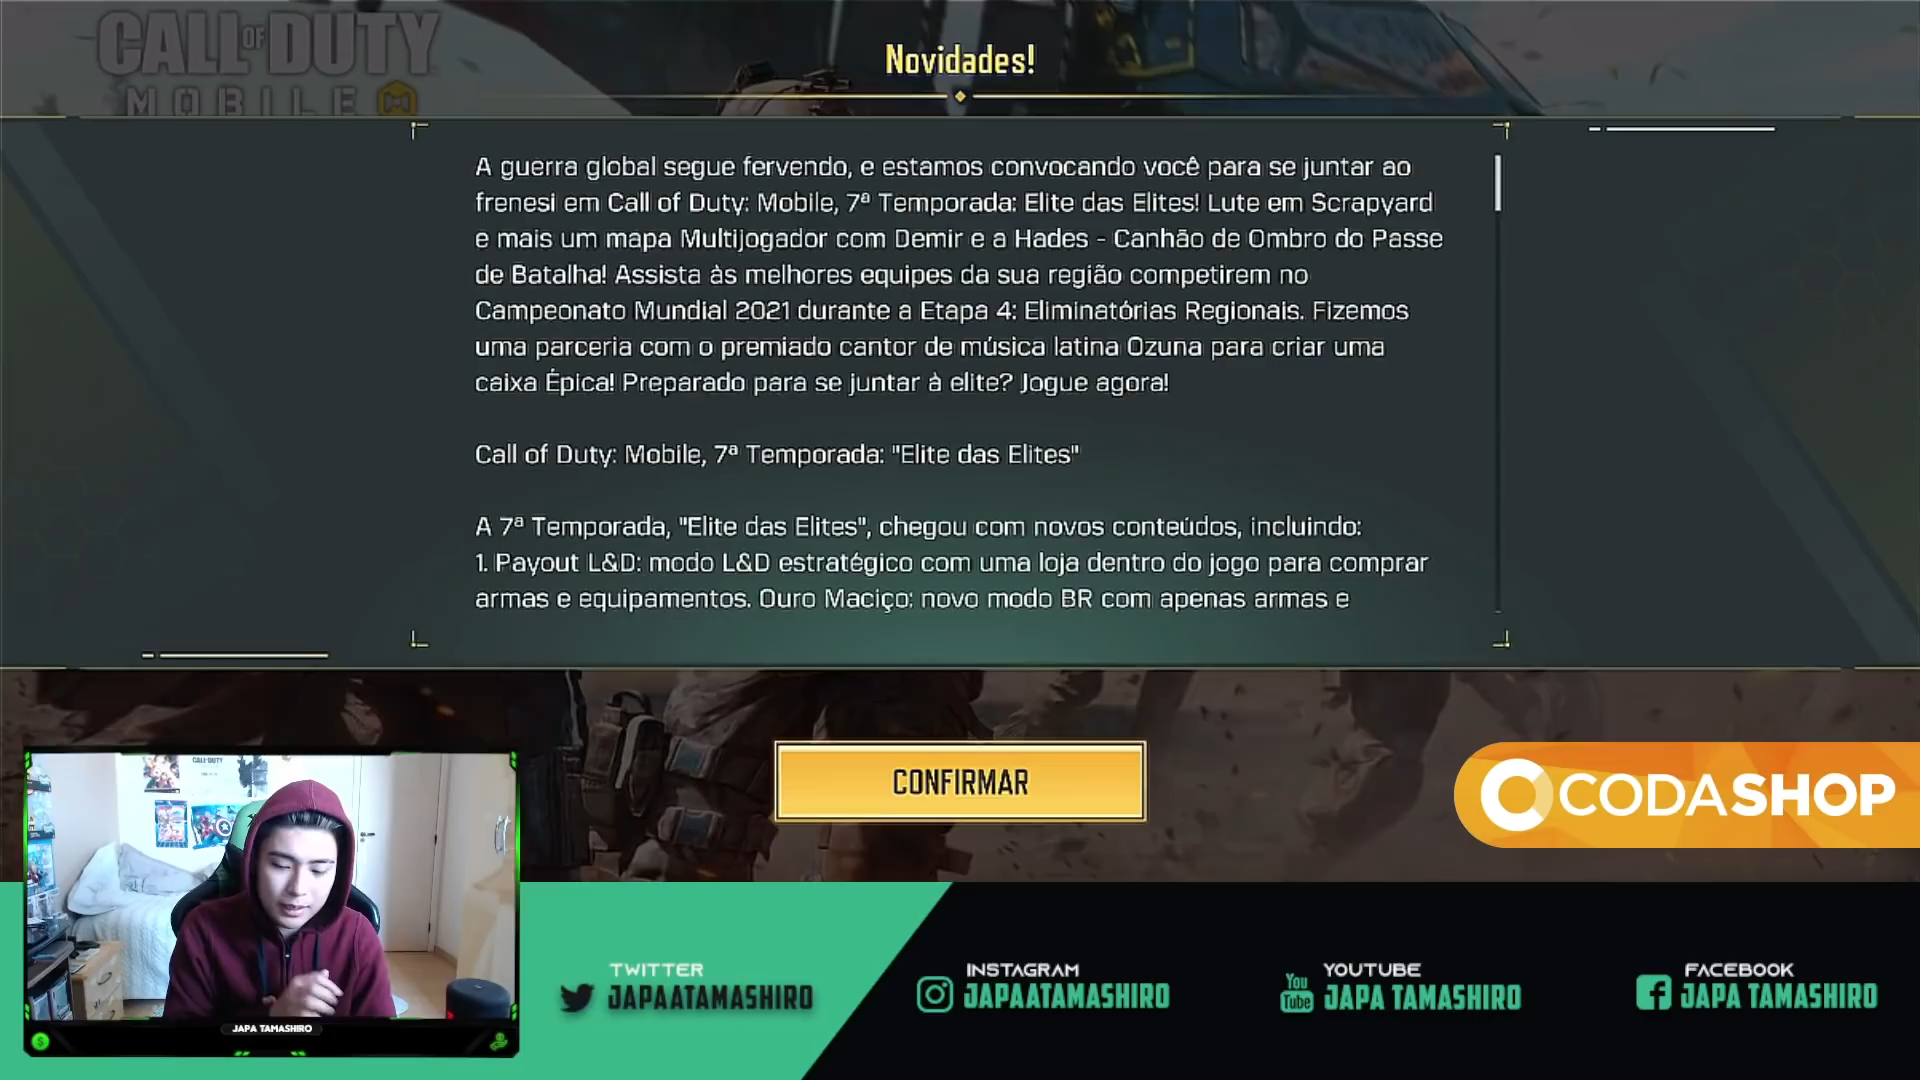 CALL OF DUTY
MOBILE
Novidades!
A guerra global segue fervendo, e estamos convocando você para se juntar ao
frenesi em Call of Duty: Mobile, 7ª Temporada: Elite das Elites! Lute em Scrapyard
e mais um mapa Multijogador com Demir e a Hades - Canhão de Ombro do Passe
de Batalha! Assista às melhores equipes da sua região competirem no
Campeonato Mundial 2021 durante a Etapa 4: Eliminatórias Regionais. Fizemos
uma parceria com o premiado cantor de música latina Ozuna para criar uma
caixa Épica! Preparado para se juntar à elite? Jogue agora!
Call of Duty: Mobile, 7ª Temporada: "Elite das Elites"
A 7ª Temporada, "Elite das Elites", chegou com novos conteúdos, incluindo:
1. Payout L&D: modo L&D estratégico com uma loja dentro do jogo para comprar
armas e equipamentos. Ouro Maciço: novo modo BR com apenas armas e
CONFIRMAR
CODASHOP
CALL·DUTY
JAPA TAMASHIRO
TWITTER
JAPAATAMASHIRO
INSTAGRAM
JAPAATAMASHIRO
YOUTUBE
You
Tube
JAPA TAMASHIRO
FACEBOOK
JAPA TAMASHIRO